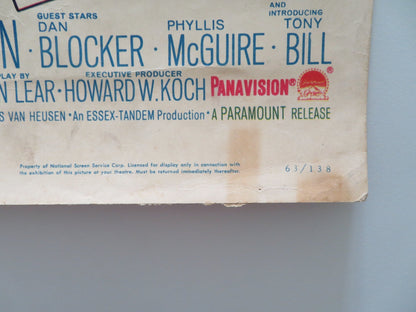 GUEST STARS
AND
INTRODUCING
DAN PHYLLIS TONY
N · BLOCKER · McGUIRE · BILL
PLAY BY EXECUTIVE PRODUCER
N LEAR · HOWARD W. KOCH PANAVISION®
S VAN HEUSEN · An ESSEX-TANDEM Production · A PARAMOUNT RELEASE
Property of National Screen Service Corp. Licensed for display only in connection with
the exhibition of this picture at your theatre. Must be returned immediately thereafter.
63/138